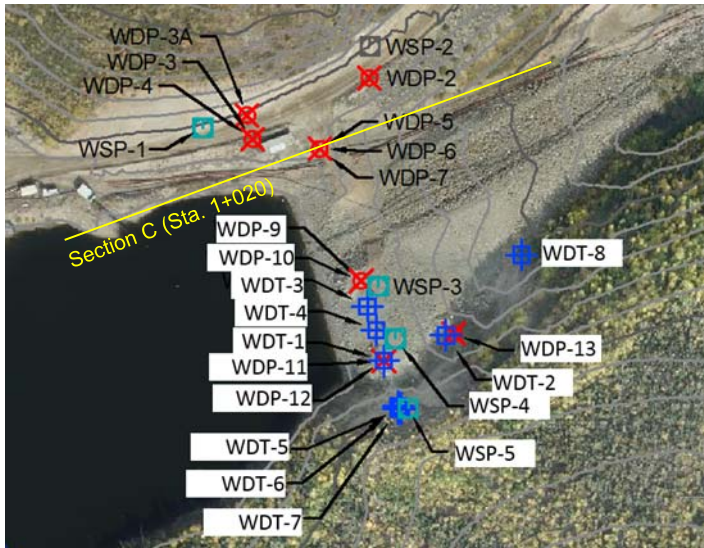 WDP-3A
WDP-3
WDP-4
WSP-1
WSP-2
WDP-2
WDP-5
WDP-6
WDP-7
Section C (Sta. 1+020)
WDP-9
WDP-10
WDT-3
WSP-3
WDT-4
WDT-1
WDP-11
WDP-12
WDT-8
WDP-13
WDT-2
WSP-4
WDT-5
WSP-5
WDT-6
WDT-7